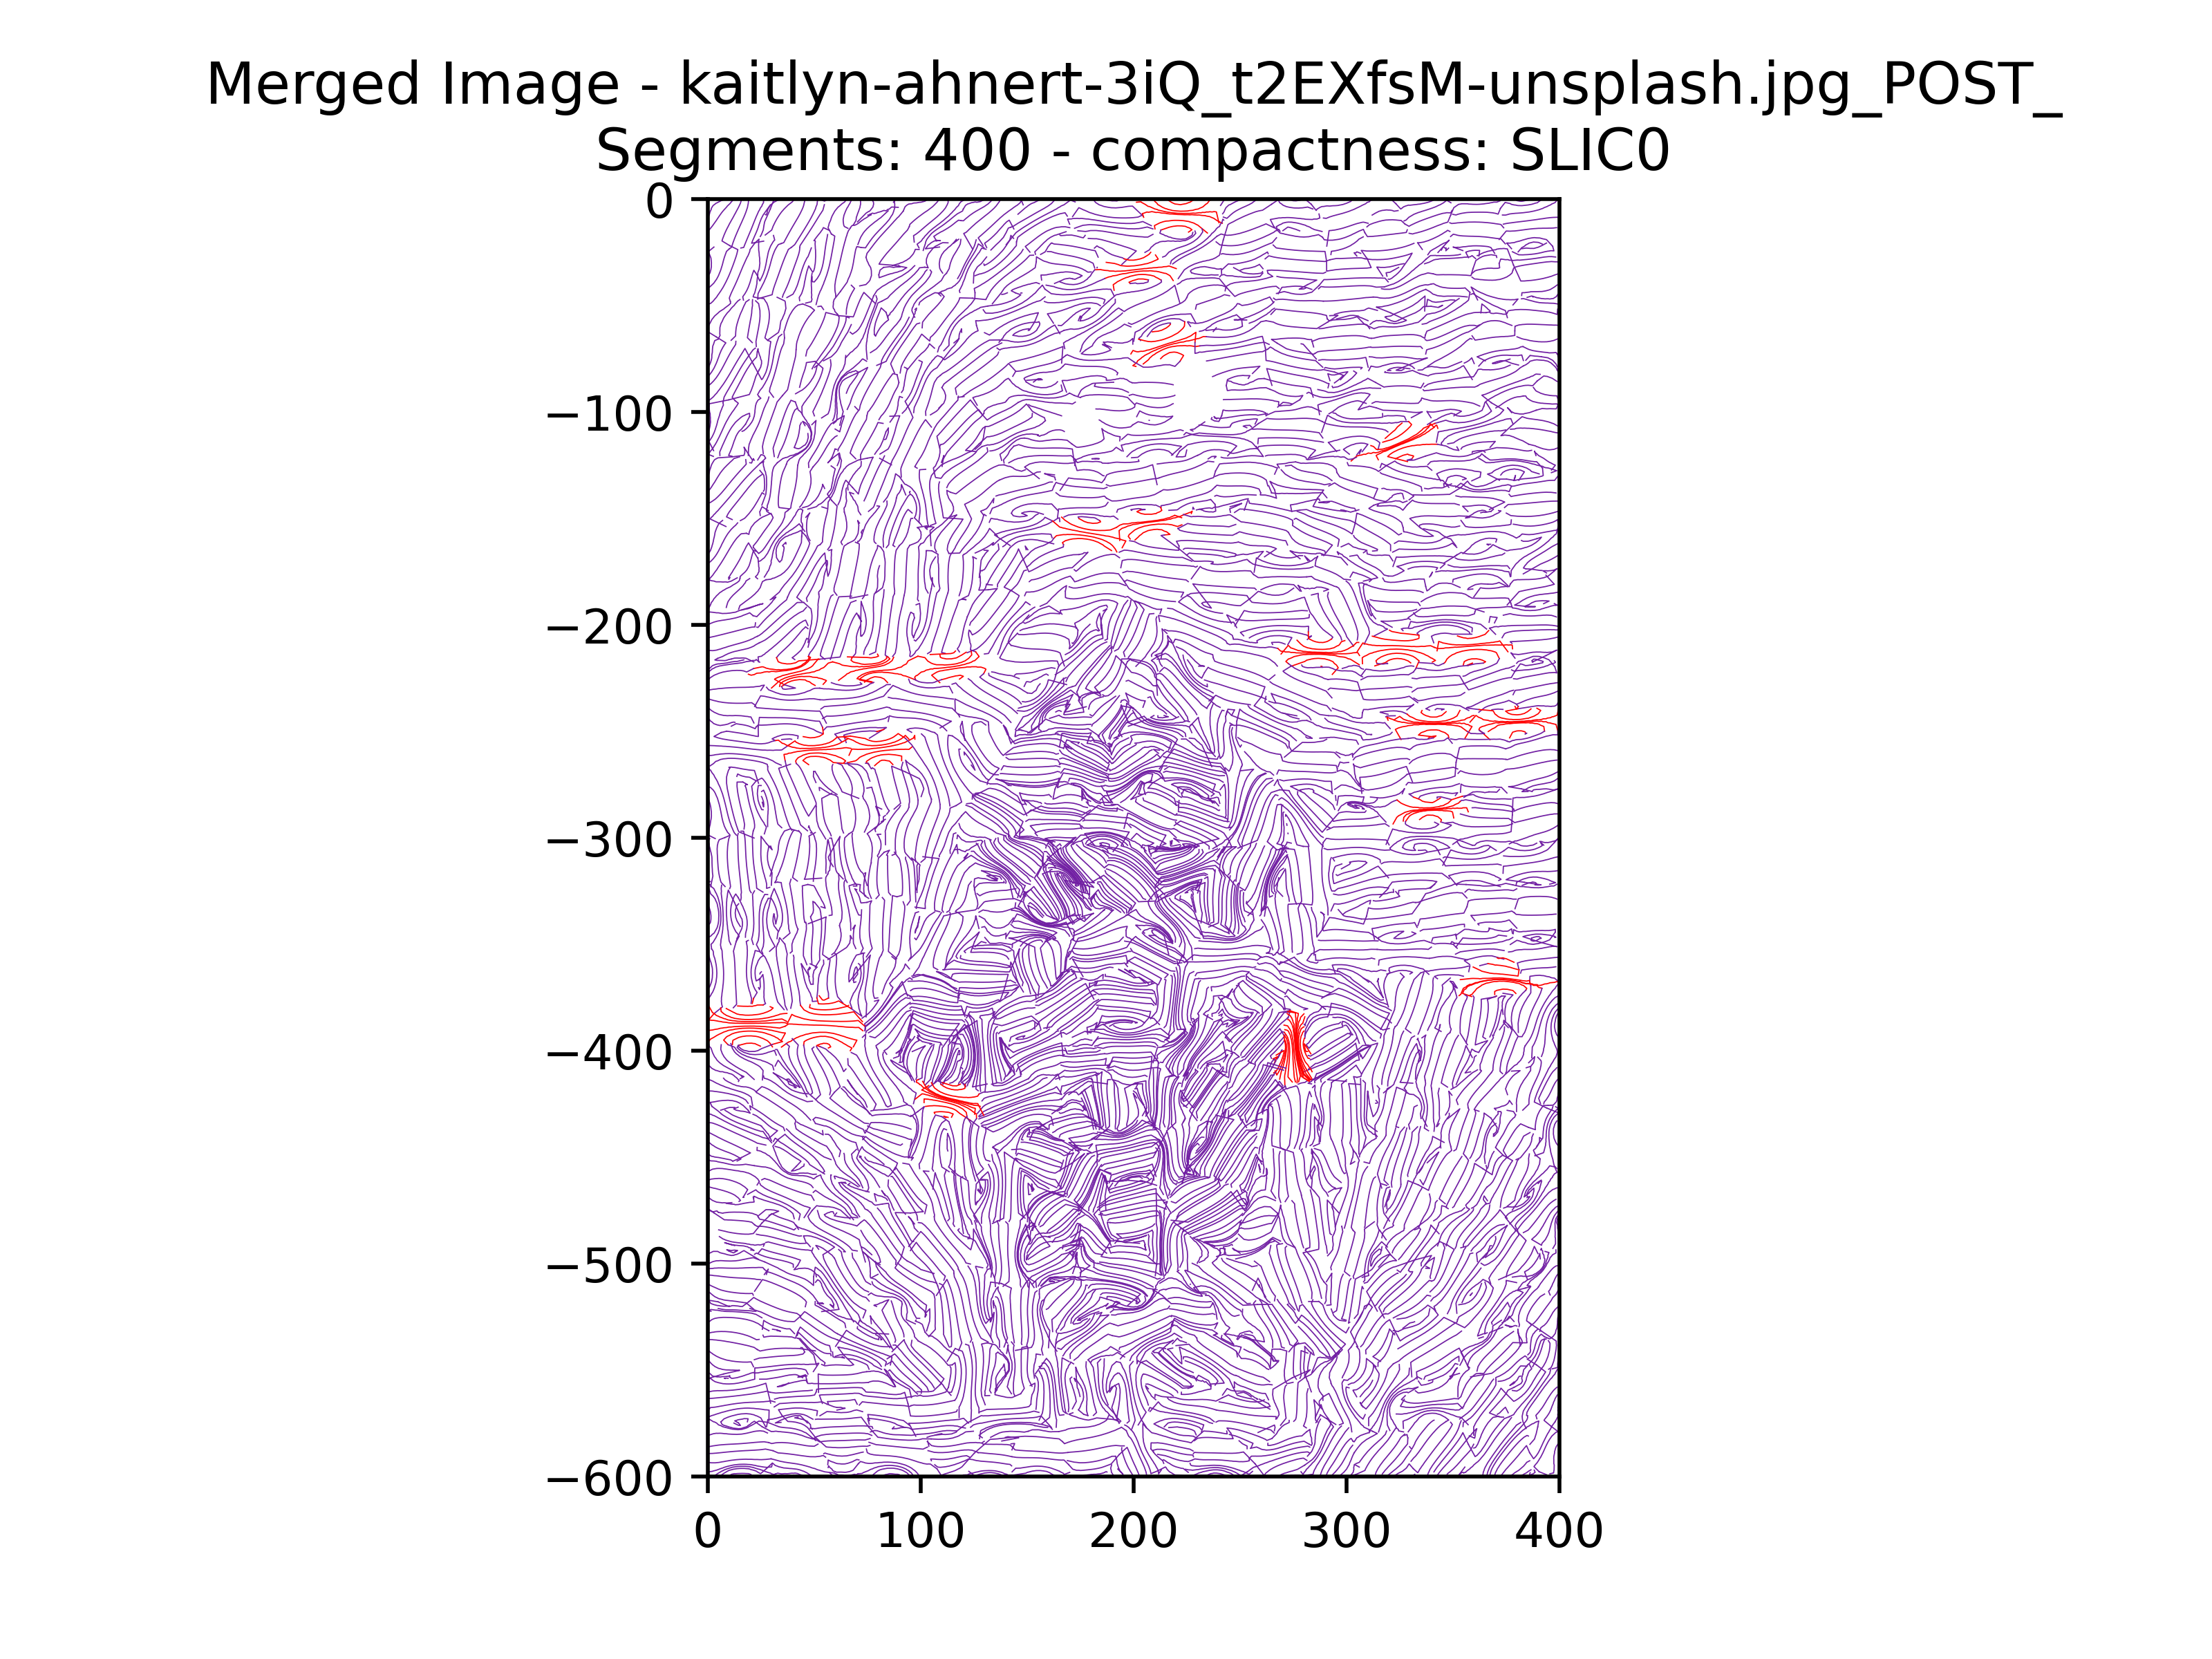 Merged Image - kaitlyn-ahnert-3iQ_t2EXfsM-unsplash.jpg_POST_
Segments: 400 - compactness: SLIC0
0
−100
−200
−300
−400
−500
−600
0 100 200 300 400